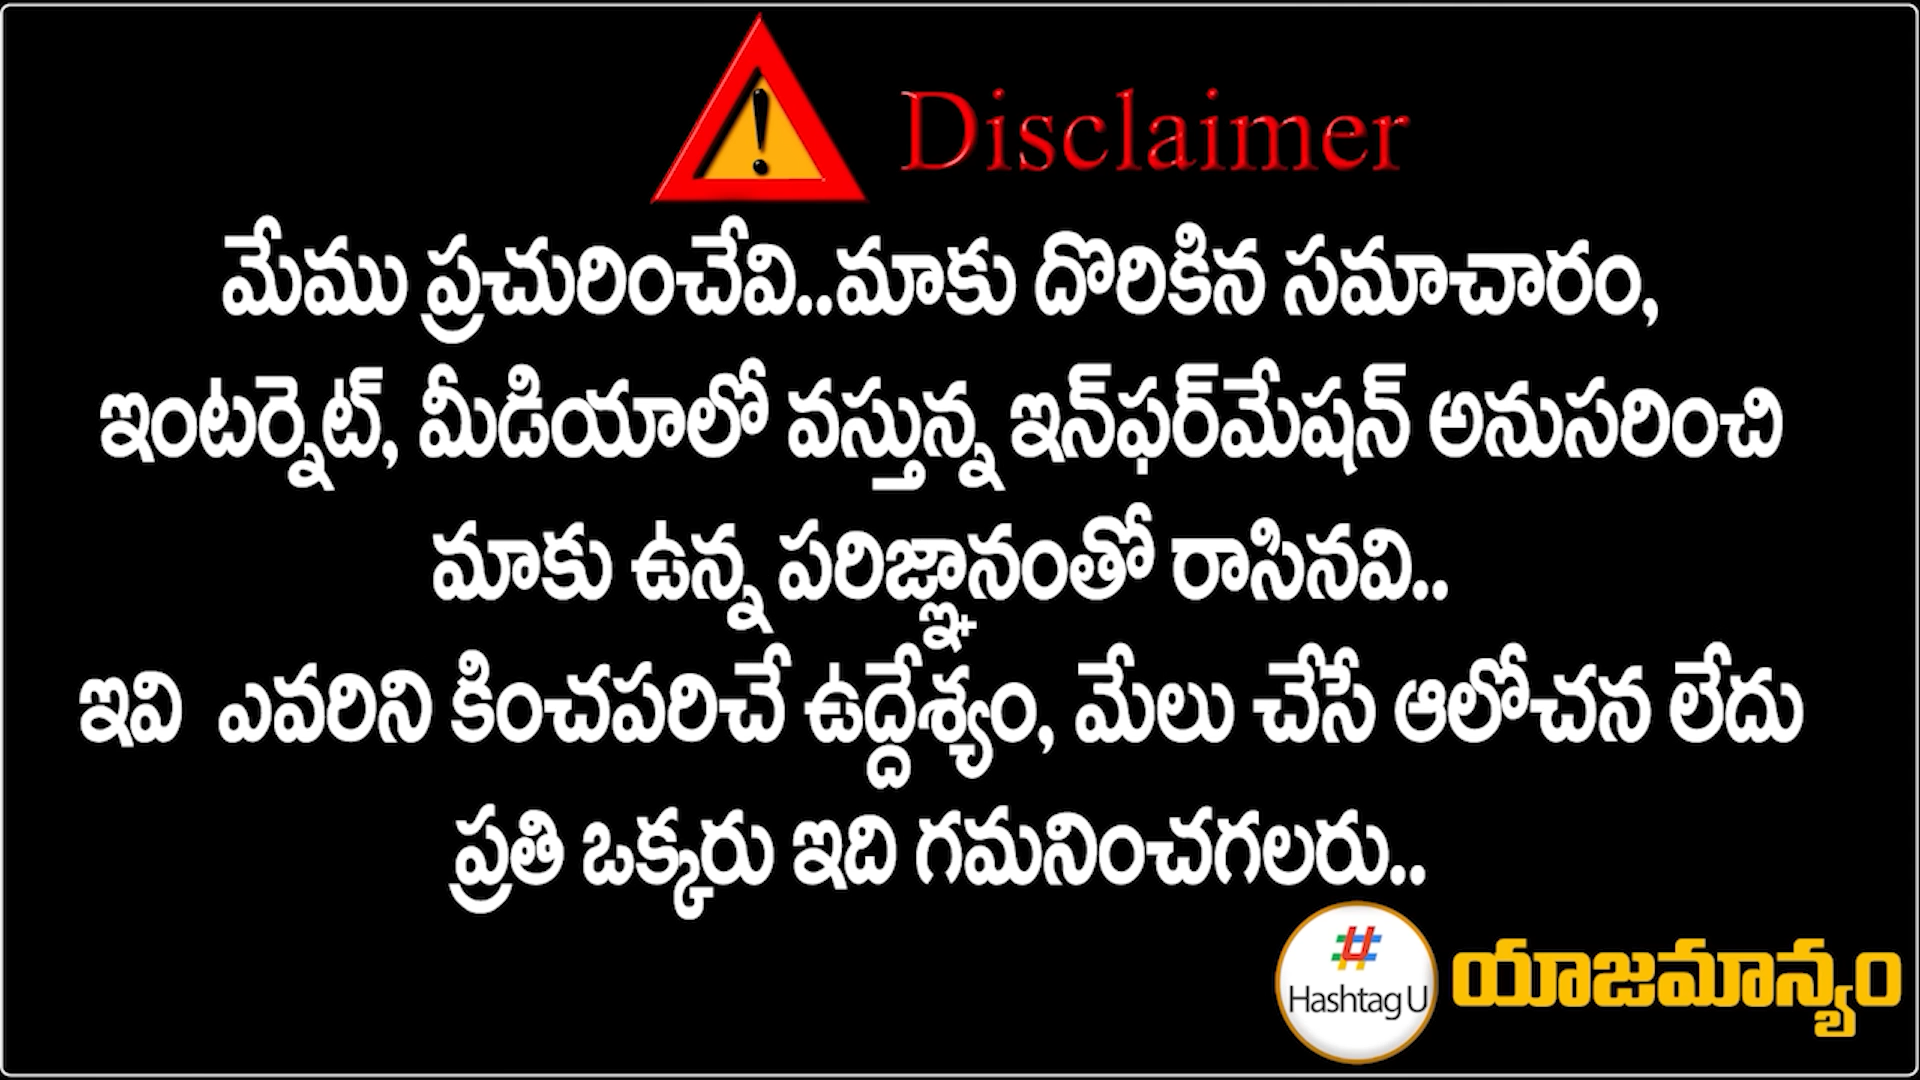 Disclaimer
మేము ప్రచురించేవి..మాకు దొరికిన సమాచారం,
ఇంటర్నెట్, మీడియాలో వస్తున్న ఇన్‌ఫర్‌మేషన్ అనుసరించి
మాకు ఉన్న పరిజ్ఞానంతో రాసినవి..
ఇవి ఎవరిని కించపరిచే ఉద్దేశ్యం, మేలు చేసే ఆలోచన లేదు
ప్రతి ఒక్కరు ఇది గమనించగలరు..
Hashtag U
యాజమాన్యం